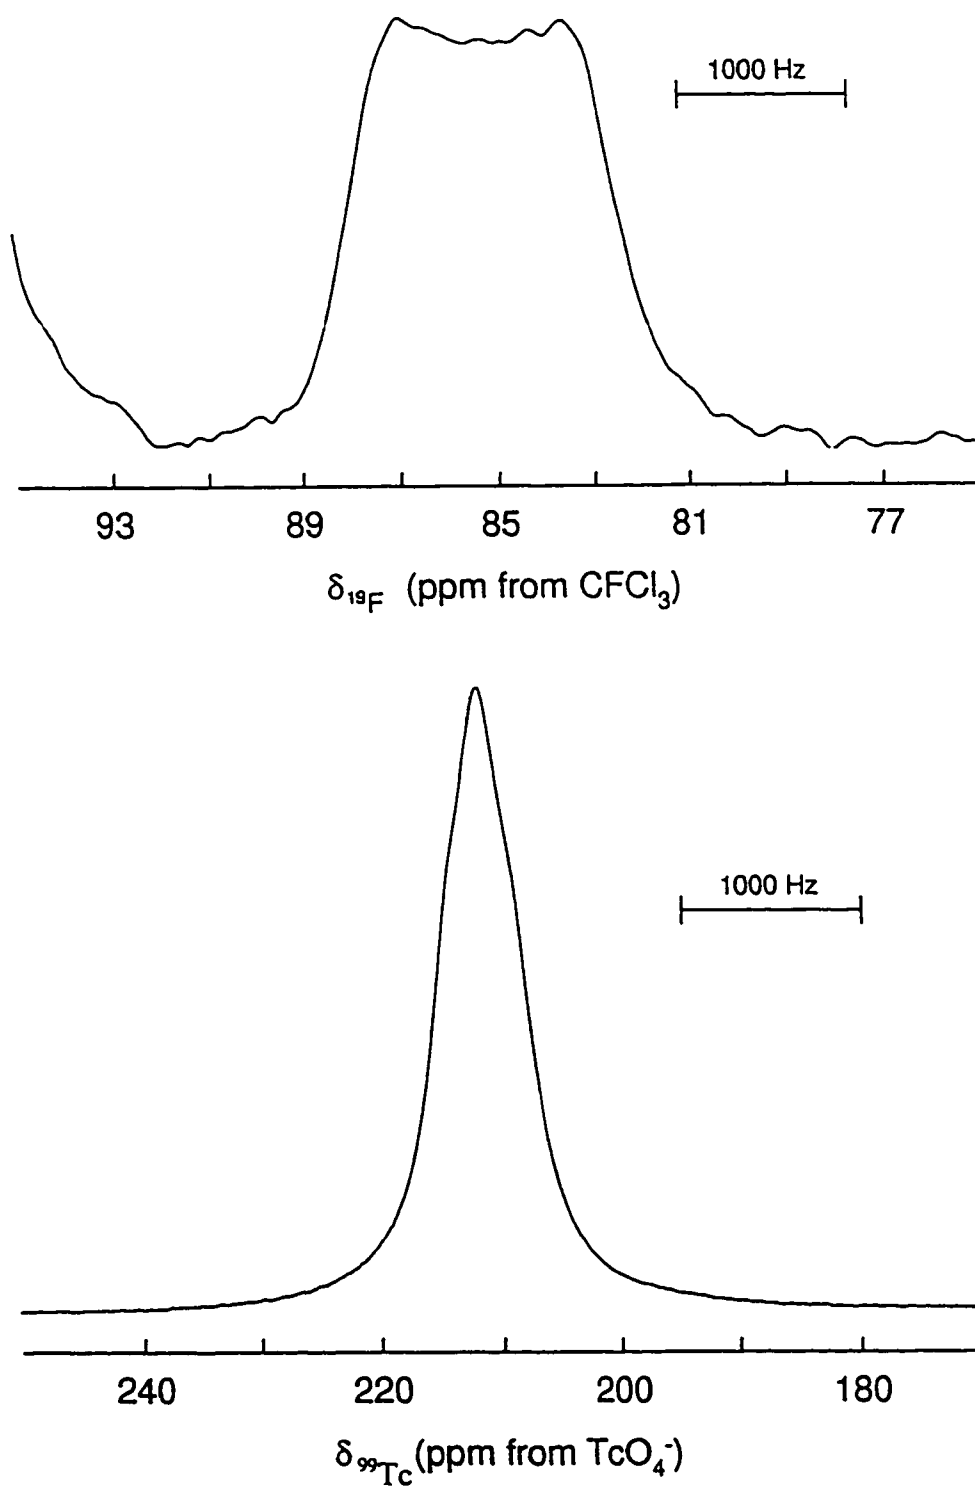 1000 Hz
93 89 85 81 77
δ₁₉F (ppm from CFCl₃)
1000 Hz
240 220 200 180
δ₉₉Tc (ppm from TcO₄⁻)